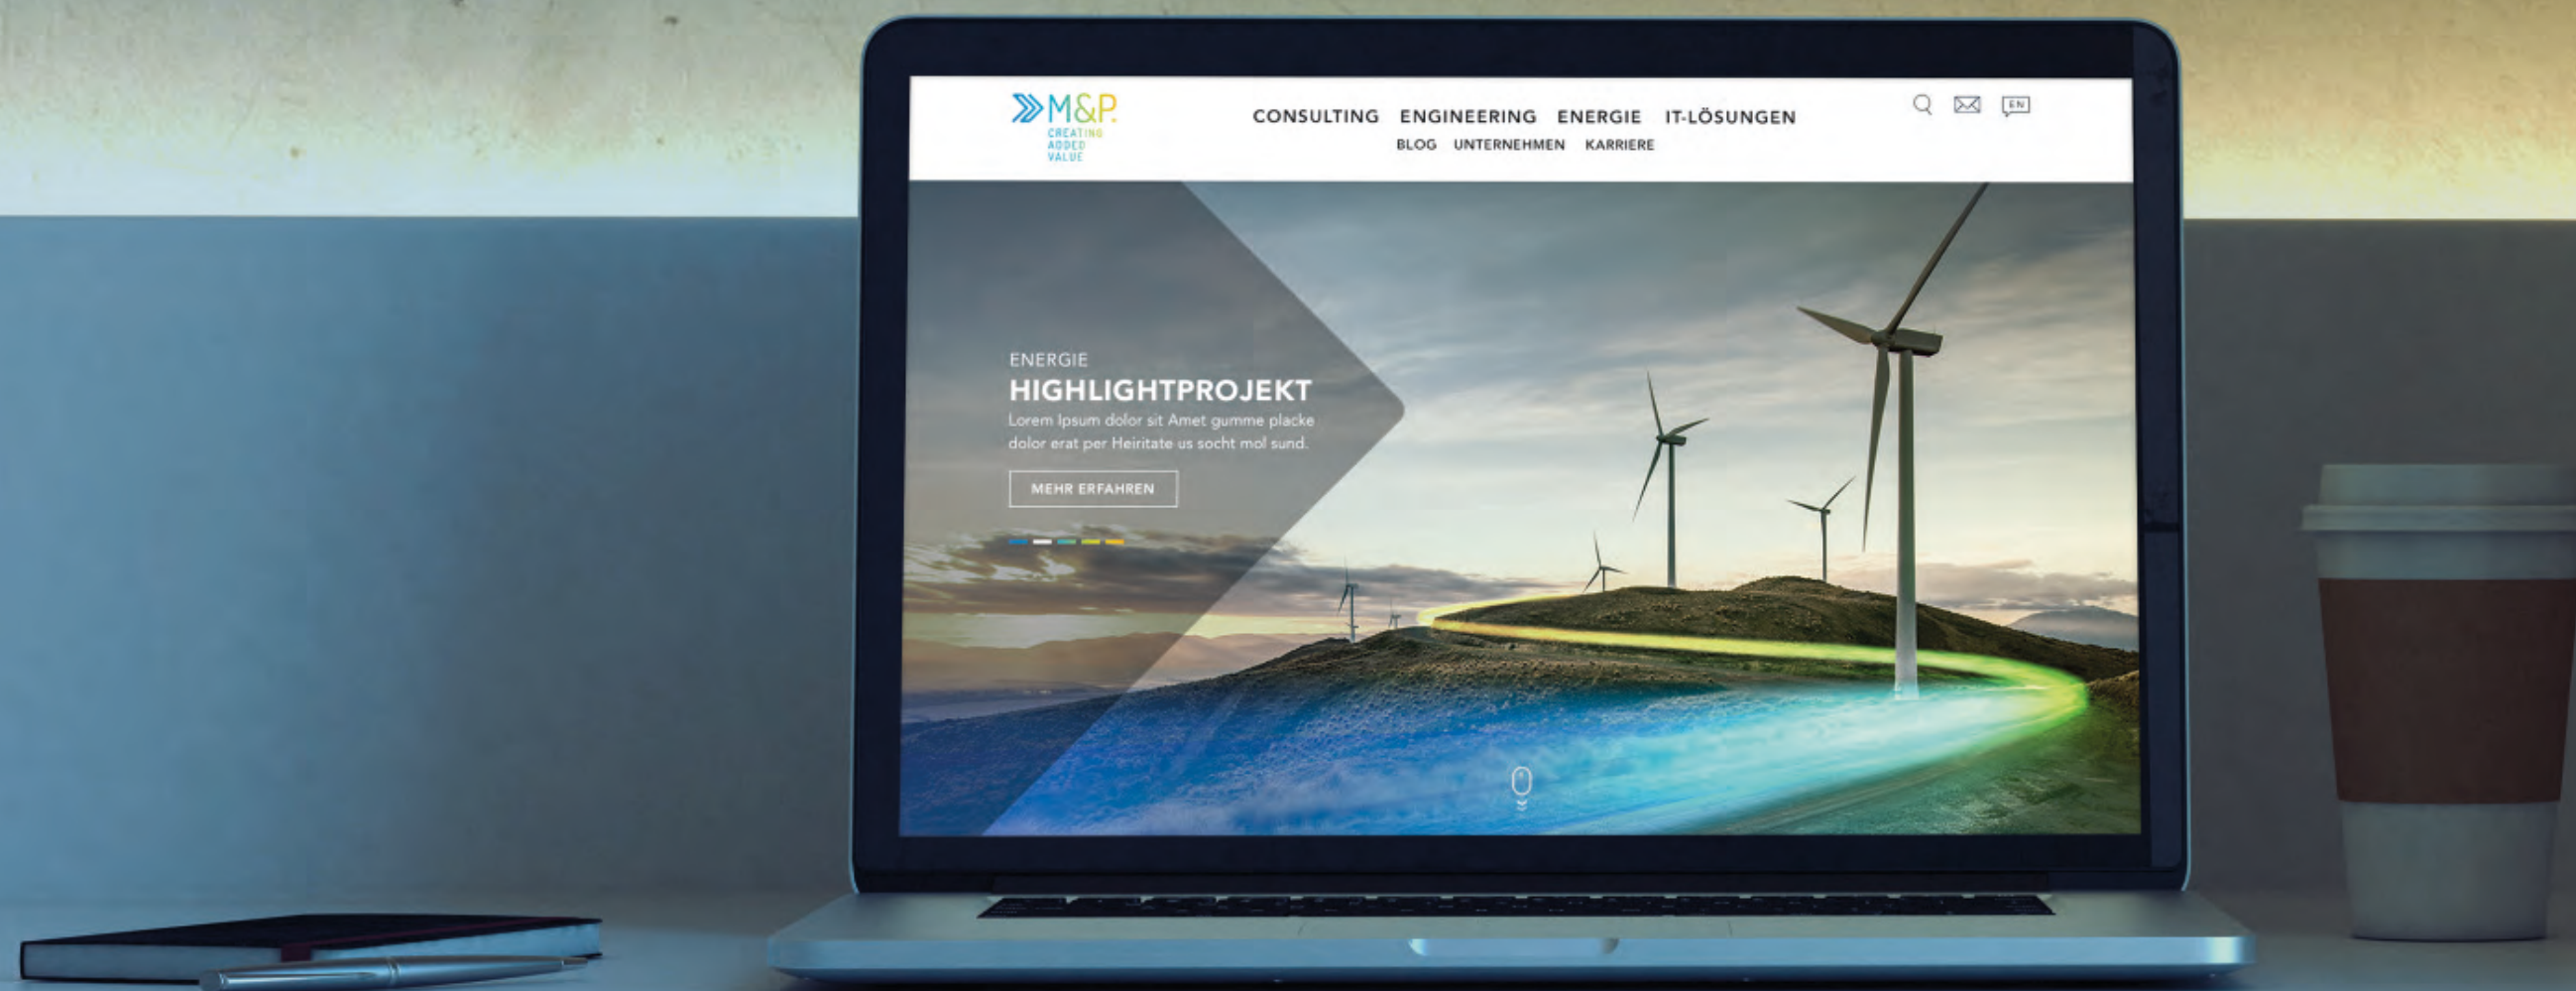 M&P.
CREATING
ADDED
VALUE
CONSULTING ENGINEERING ENERGIE IT-LÖSUNGEN
BLOG UNTERNEHMEN KARRIERE
EN
ENERGIE
HIGHLIGHTPROJEKT
Lorem Ipsum dolor sit Amet gumme placke
dolor erat per Heiritate us socht mol sund.
MEHR ERFAHREN